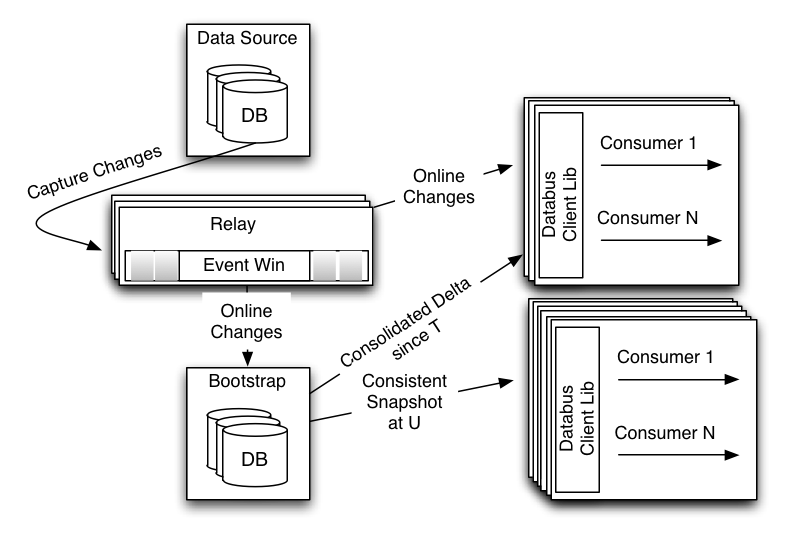 Data Source
DB
Capture Changes
Relay
Event Win
Online
Changes
Online
Changes
Bootstrap
DB
Consolidated Delta
since T
Consistent
Snapshot
at U
Databus
Client Lib
Consumer 1
Consumer N
Databus
Client Lib
Consumer 1
Consumer N